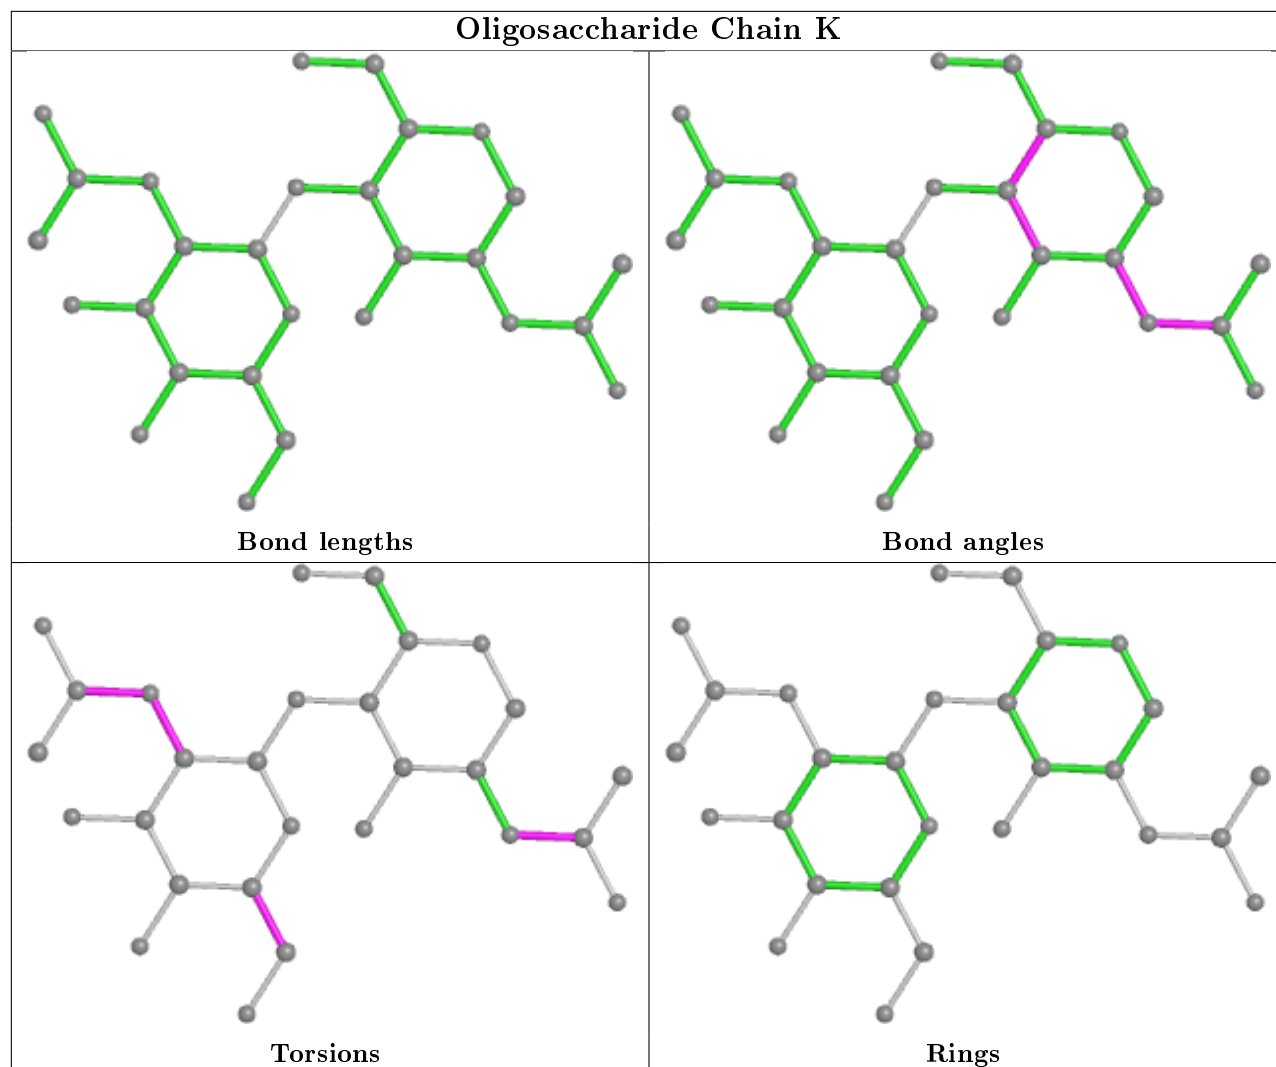 Oligosaccharide Chain K
Bond lengths
Bond angles
Torsions
Rings